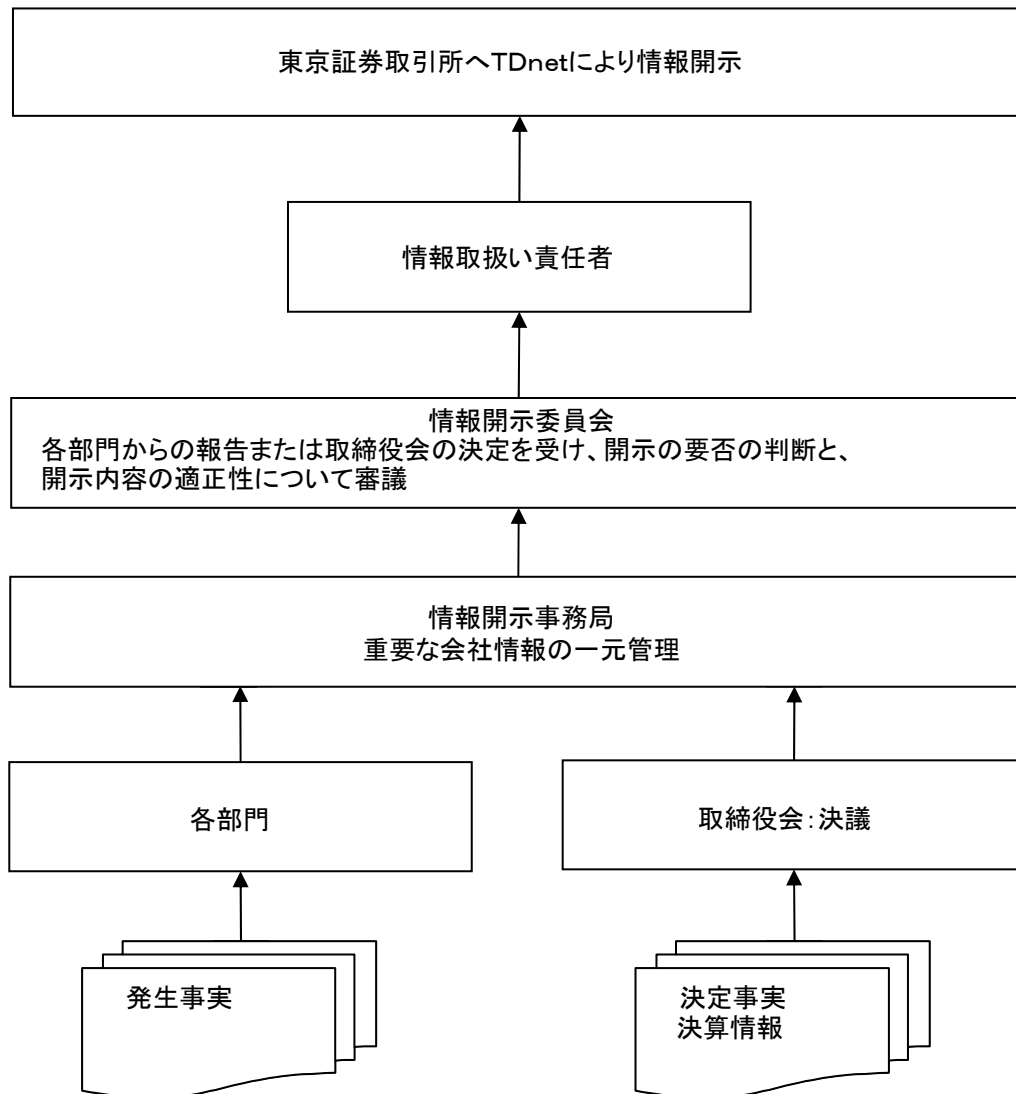 東京証券取引所へTDnetにより情報開示
情報取扱い責任者
情報開示委員会
各部門からの報告または取締役会の決定を受け、開示の要否の判断と、
開示内容の適正性について審議
情報開示事務局
重要な会社情報の一元管理
各部門
取締役会:決議
発生事実
決定事実
決算情報